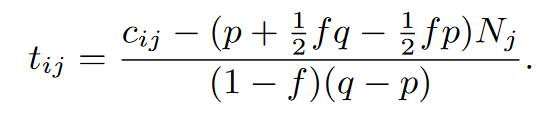 t_{ij} = \frac{c_{ij} - (p + \frac{1}{2}fq - \frac{1}{2}fp)N_j}{(1 - f)(q - p)}.